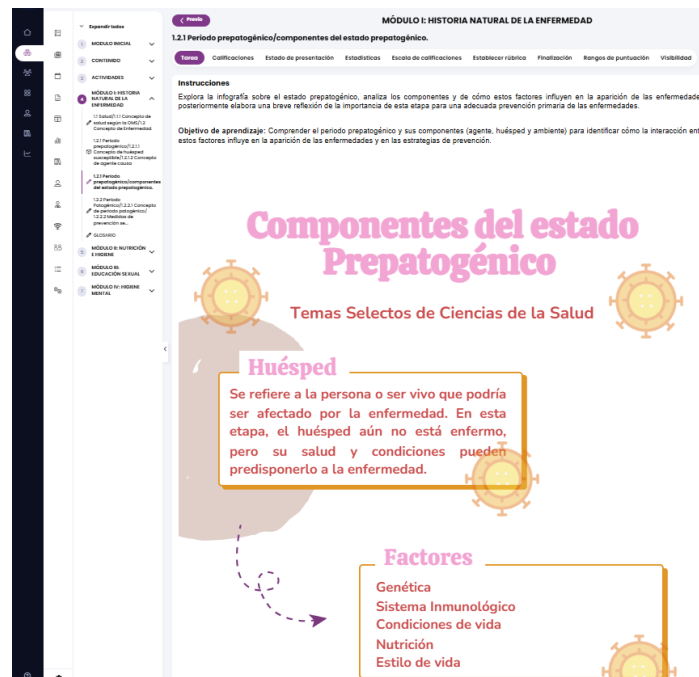 Previo
MÓDULO I: HISTORIA NATURAL DE LA ENFERMEDAD
1.2.1 Periodo prepatogénico/componentes del estado prepatogénico.
Tarea Calificaciones Estado de presentación Estadísticas Escala de calificaciones Establecer rúbrica Finalización Rangos de puntuación Visibilidad
Expandir todos
1 MODULO INICIAL
2 CONTENIDO
3 ACTIVIDADES
4 MÓDULO I: HISTORIA
NATURAL DE LA
ENFERMEDAD
1.1 Salud/1.1.1 Concepto de
salud según la OMS/1.2
Concepto de Enfermedad.
1.2.1 Periodo
prepatogénico/1.2.1.1
Concepto de huésped
susceptible/1.2.1.2 Concepto
de agente causa
1.2.1 Periodo
prepatogénico/componentes
del estado prepatogénico.
1.2.2 Periodo
Patogénico/1.2.2.1 Concepto
de periodo patogénico/
1.2.2.2 Medidas de
prevención se...
GLOSARIO
5 MÓDULO II: NUTRICIÓN
E HIGIENE
6 MÓDULO III:
EDUCACIÓN SEXUAL
7 MÓDULO IV: HIGIENE
MENTAL
Instrucciones
Explora la infografía sobre el estado prepatogénico, analiza los componentes y de cómo estos factores influyen en la aparición de las enfermedade
posteriormente elabora una breve reflexión de la importancia de esta etapa para una adecuada prevención primaria de las enfermedades.
Objetivo de aprendizaje: Comprender el periodo prepatogénico y sus componentes (agente, huésped y ambiente) para identificar cómo la interacción ent
estos factores influye en la aparición de las enfermedades y en las estrategias de prevención.
Componentes del estado
Prepatogénico
Temas Selectos de Ciencias de la Salud
Huésped
Se refiere a la persona o ser vivo que podría
ser afectado por la enfermedad. En esta
etapa, el huésped aún no está enfermo,
pero su salud y condiciones pueden
predisponerlo a la enfermedad.
Factores
Genética
Sistema Inmunológico
Condiciones de vida
Nutrición
Estilo de vida